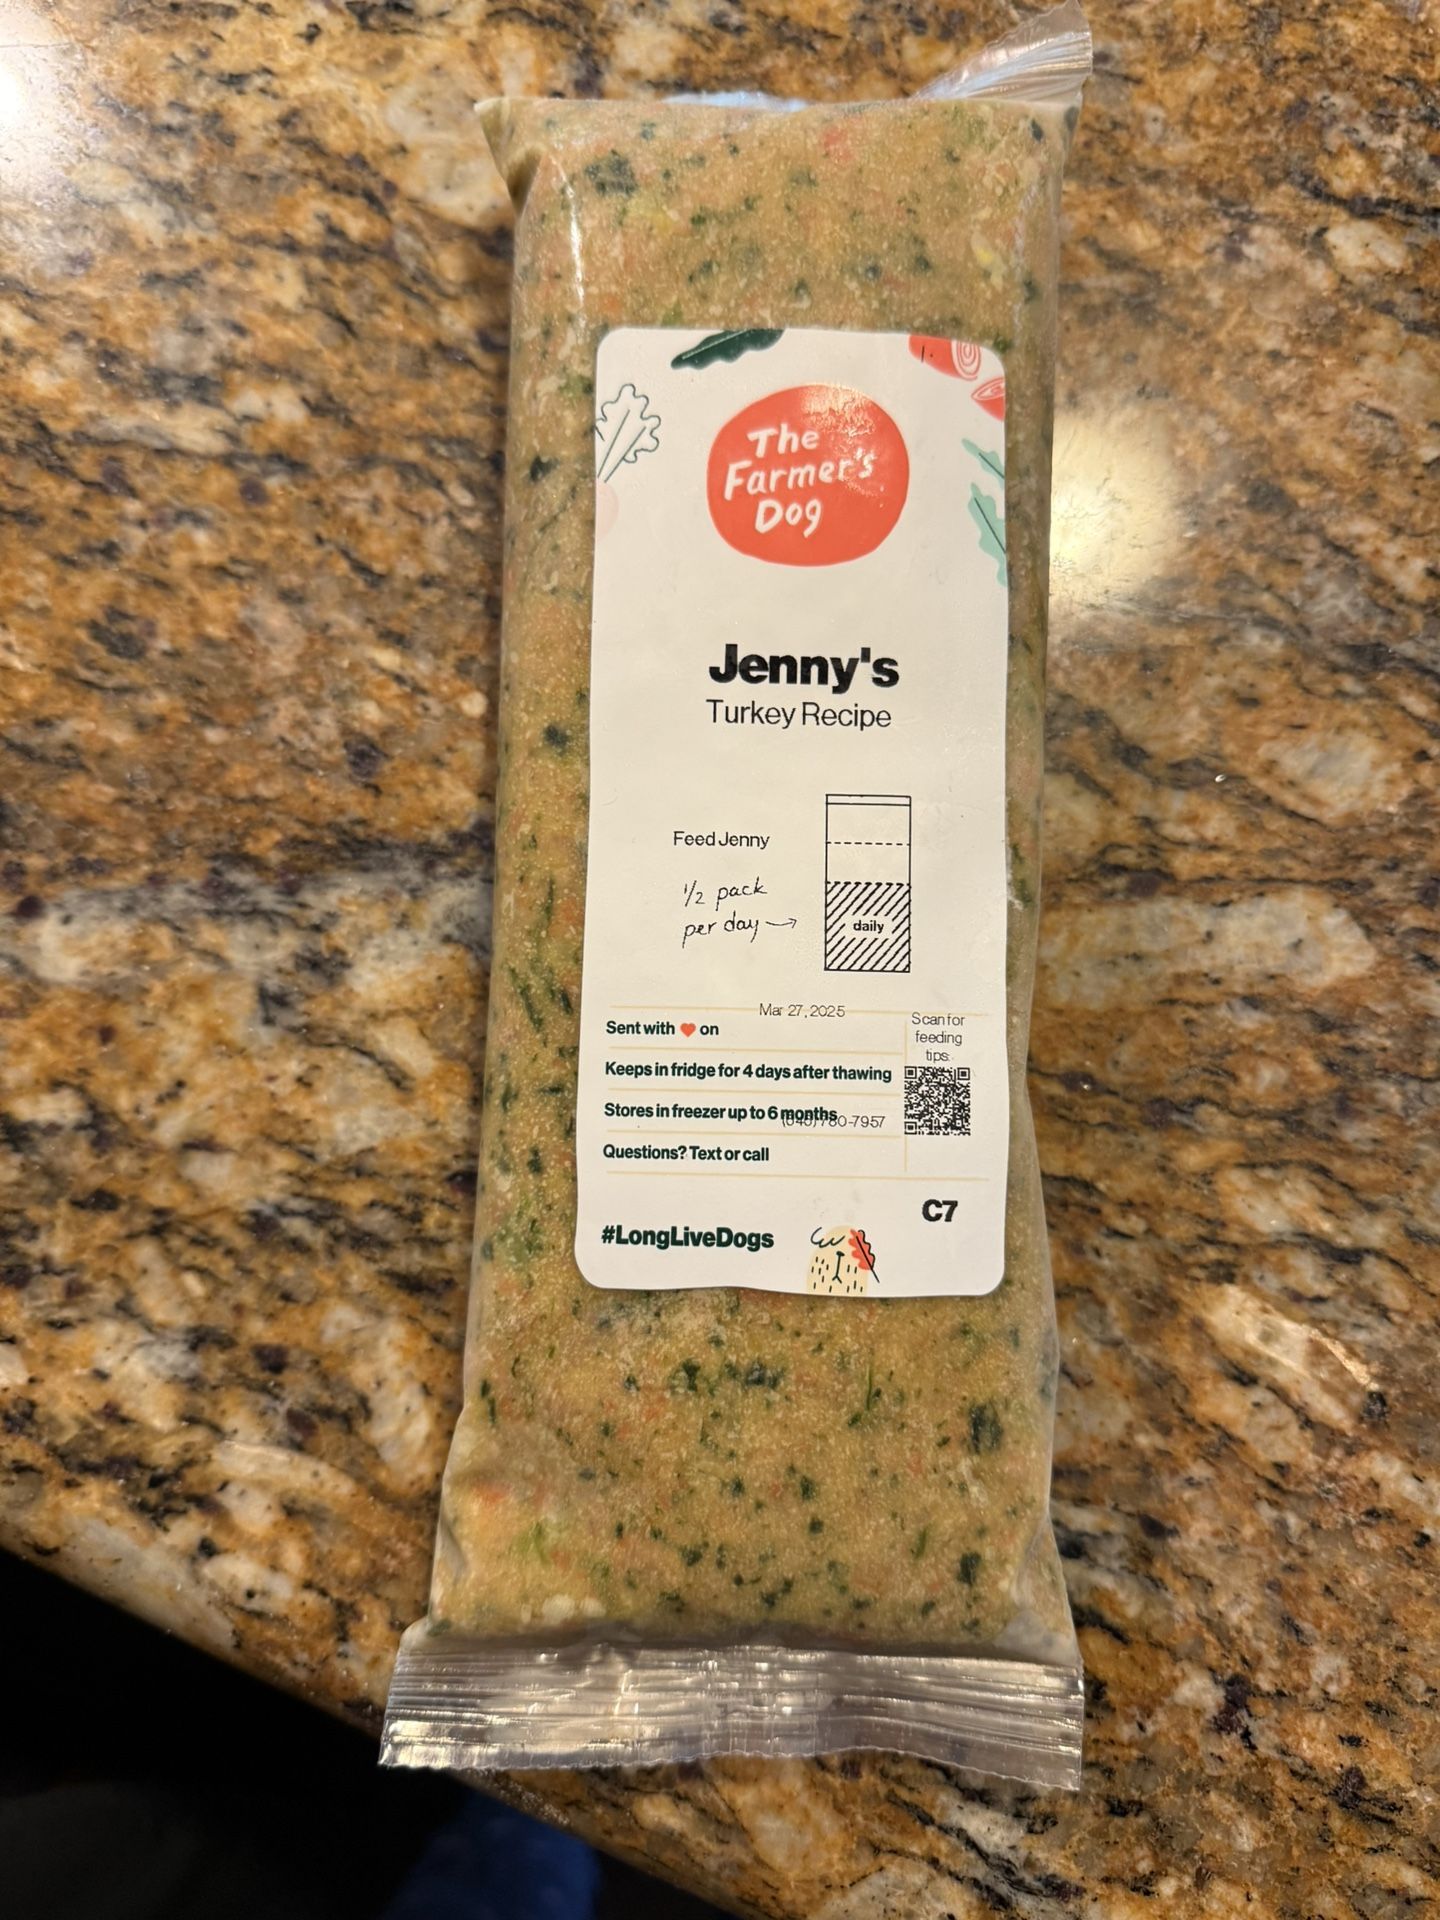 The
Farmer's
Dog
Jenny's
Turkey Recipe
Feed Jenny
1/2 pack
per day →
daily
Mar 27, 2025
Sent with ❤ on
Scan for
feeding
tips:
Keeps in fridge for 4 days after thawing
Stores in freezer up to 6 months
780-7957
Questions? Text or call
C7
#LongLiveDogs